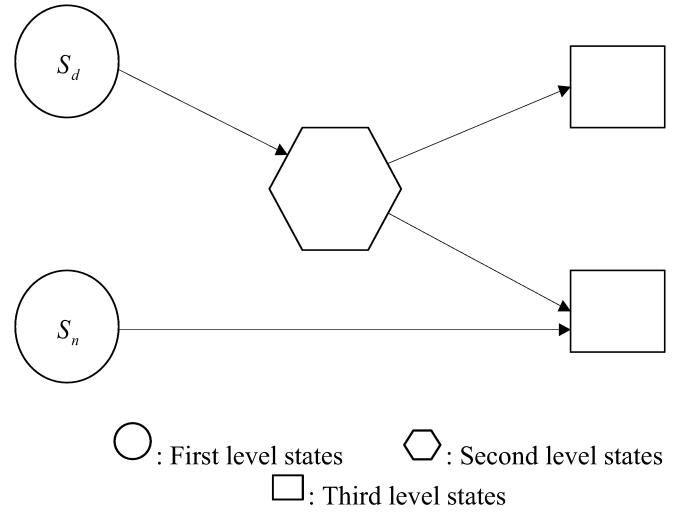 S_d
S_n
: First level states
: Second level states
: Third level states